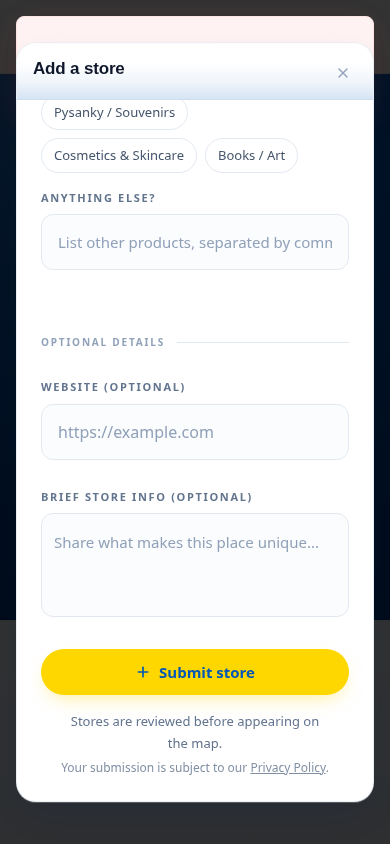 Add a store
Pysanky / Souvenirs
Cosmetics & Skincare
Books / Art
ANYTHING ELSE?
List other products, separated by comm
OPTIONAL DETAILS
WEBSITE (OPTIONAL)
https://example.com
BRIEF STORE INFO (OPTIONAL)
Share what makes this place unique...
+ Submit store
Stores are reviewed before appearing on
the map.
Your submission is subject to our Privacy Policy.